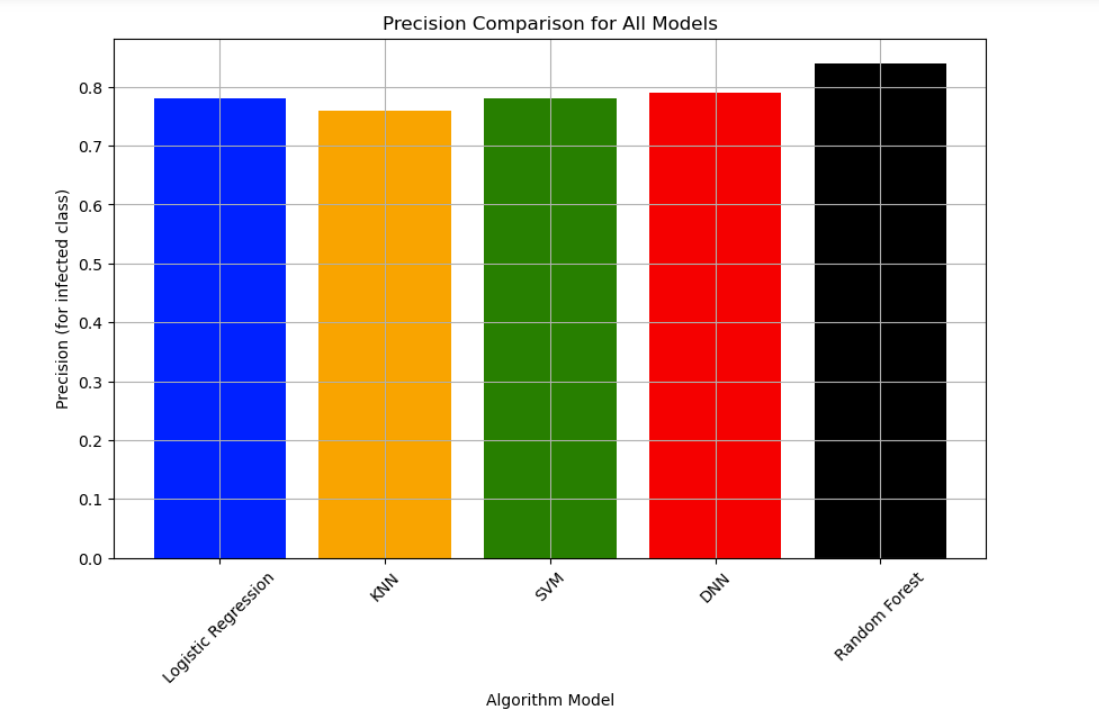 Precision Comparison for All Models
Precision (for infected class)
0.8
0.7
0.6
0.5
0.4
0.3
0.2
0.1
0.0
Logistic Regression
KNN
SVM
DNN
Random Forest
Algorithm Model